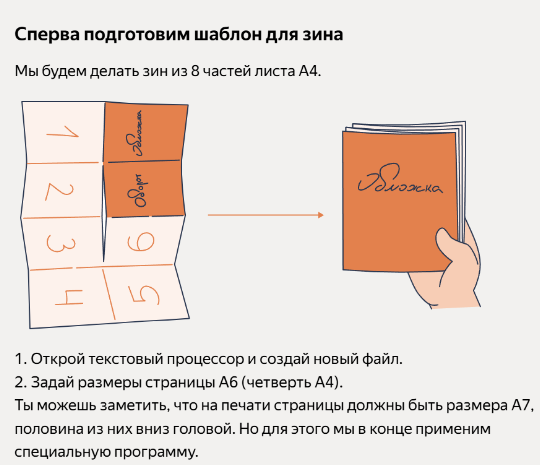 Сперва подготовим шаблон для зина
Мы будем делать зин из 8 частей листа А4.
1
Обложка
2
Оборт
3
6
4
5
Обложка
1. Открой текстовый процессор и создай новый файл.
2. Задай размеры страницы А6 (четверть А4).
Ты можешь заметить, что на печати страницы должны быть размера А7,
половина из них вниз головой. Но для этого мы в конце применим
специальную программу.